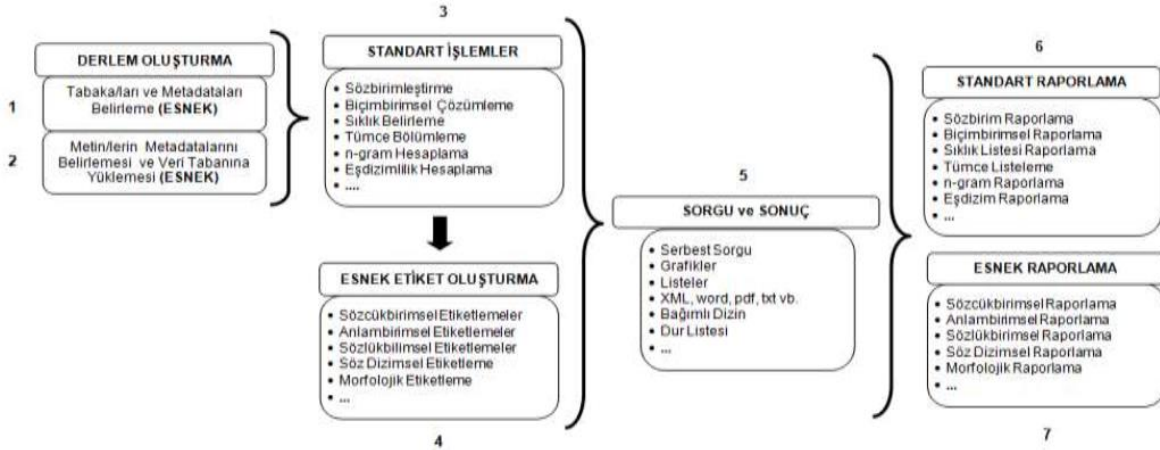 DERLEM OLUŞTURMA
1
Tabaka/ları ve Metadataları
Belirleme (ESNEK)
2
Metin/lerin Metadatalarını
Belirlemesi ve Veri Tabanına
Yüklemesi (ESNEK)
3
STANDART İŞLEMLER
• Sözbirimleştirme
• Biçimbirimsel Çözümleme
• Sıklık Belirleme
• Tümce Bölümleme
• n-gram Hesaplama
• Eşdizimlilik Hesaplama
• ....
ESNEK ETİKET OLUŞTURMA
• Sözcükbirimsel Etiketlemeler
• Anlambirimsel Etiketlemeler
• Sözlükbilimsel Etiketlemeler
• Söz Dizimsel Etiketleme
• Morfolojik Etiketleme
• ...
4
5
SORGU ve SONUÇ
• Serbest Sorgu
• Grafikler
• Listeler
• XML, word, pdf, txt vb.
• Bağımlı Dizin
• Dur Listesi
• ...
6
STANDART RAPORLAMA
• Sözbirim Raporlama
• Biçimbirimsel Raporlama
• Sıklık Listesi Raporlama
• Tümce Listeleme
• n-gram Raporlama
• Eşdizim Raporlama
• ...
ESNEK RAPORLAMA
• Sözcükbirimsel Raporlama
• Anlambirimsel Raporlama
• Sözlükbirimsel Raporlama
• Söz Dizimsel Raporlama
• Morfolojik Raporlama
• ...
7